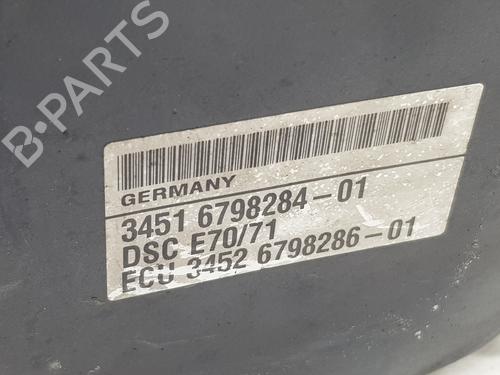 B-PARTS
GERMANY
3451 6798284-01
DSC E70/71
ECU 3452 6798286-01